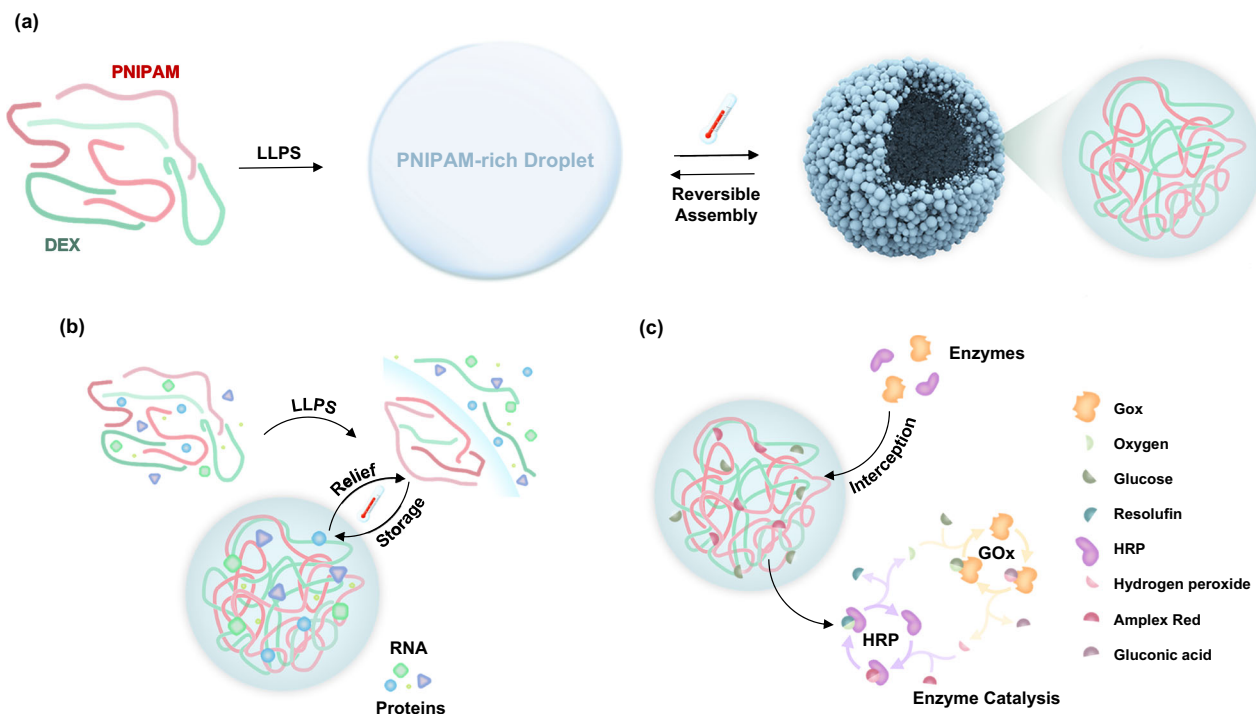 (a)
PNIPAM
DEX
LLPS
PNIPAM-rich Droplet
Reversible
Assembly
(b)
LLPS
Relief
Storage
RNA
Proteins
(c)
Enzymes
Interception
GOx
HRP
Enzyme Catalysis
Gox
Oxygen
Glucose
Resolufin
HRP
Hydrogen peroxide
Amplex Red
Gluconic acid